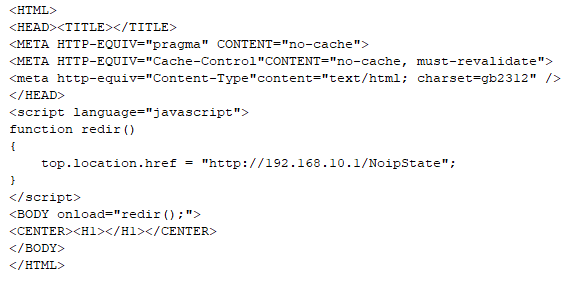 <HTML>
<HEAD><TITLE></TITLE>
<META HTTP-EQUIV="pragma" CONTENT="no-cache">
<META HTTP-EQUIV="Cache-Control"CONTENT="no-cache, must-revalidate">
<meta http-equiv="Content-Type"content="text/html; charset=gb2312" />
</HEAD>
<script language="javascript">
function redir()
{
    top.location.href = "http://192.168.10.1/NoipState";
}
</script>
<BODY onload="redir();">
<CENTER><H1></H1></CENTER>
</BODY>
</HTML>